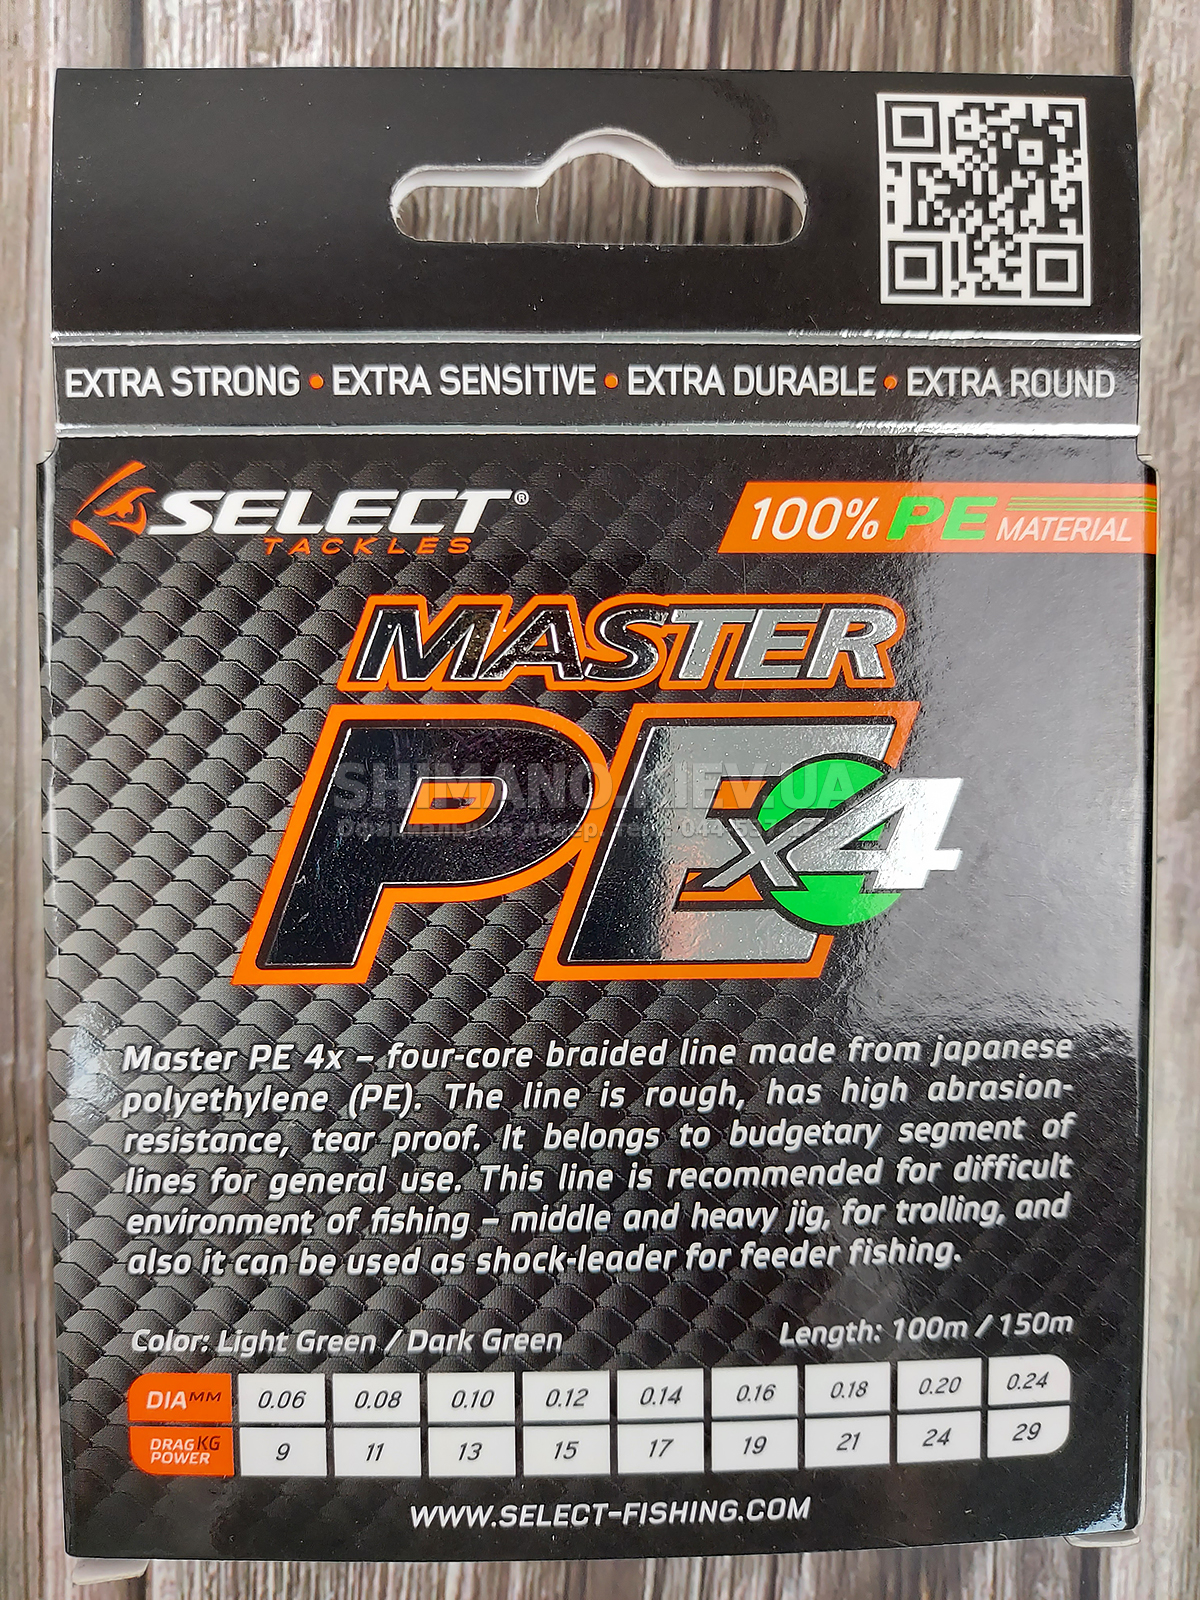 EXTRA STRONG • EXTRA SENSITIVE • EXTRA DURABLE • EXTRA ROUND
SELECT®
TACKLES
100% PE MATERIAL
MASTER
PE x4
SHIMANO.KIEV.UA
Официальный дилер, тел.
Master PE 4x – four-core braided line made from japanese
polyethylene (PE). The line is rough, has high abrasion-
resistance, tear proof. It belongs to budgetary segment of
lines for general use. This line is recommended for difficult
environment of fishing – middle and heavy jig, for trolling, and
also it can be used as shock-leader for feeder fishing.
Color: Light Green / Dark Green
Length: 100m / 150m
DIA MM 0.06 0.08 0.10 0.12 0.14 0.16 0.18 0.20 0.24
DRAG KG
POWER 9 11 13 15 17 19 21 24 29
WWW.SELECT-FISHING.COM